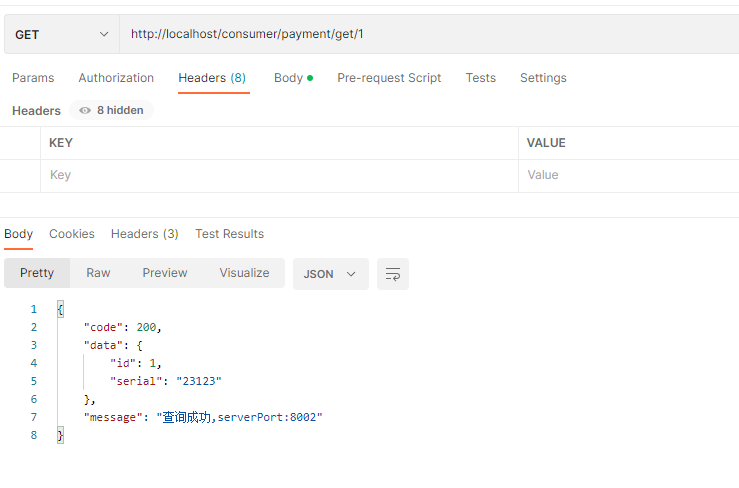 GET http://localhost/consumer/payment/get/1
Params Authorization Headers (8) Body Pre-request Script Tests Settings
Headers 8 hidden
KEY VALUE
Key Value
Body Cookies Headers (3) Test Results
Pretty Raw Preview Visualize JSON
1 {
2 "code": 200,
3 "data": {
4 "id": 1,
5 "serial": "23123"
6 },
7 "message": "查询成功,serverPort:8002"
8 }